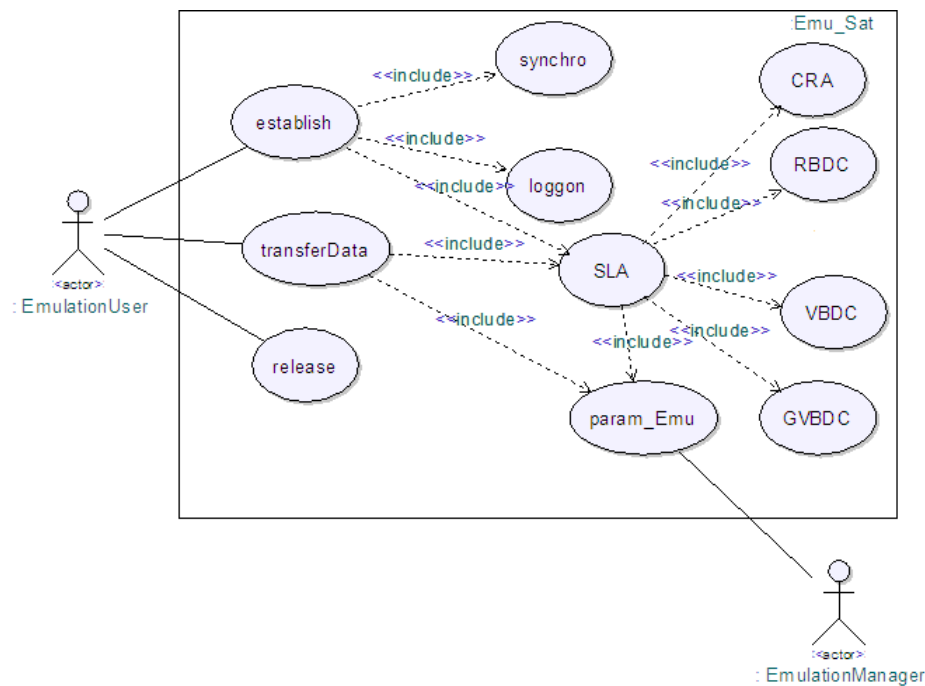 :Emu_Sat
synchro
CRA
<<include>>
establish
<<include>>
RBDC
<<include>>
loggon
<<include>>
<<include>>
transferData
<<include>>
SLA
<actor>
: EmulationUser
<<include>>
VBDC
<<include>>
<<include>>
<<include>>
release
param_Emu
GVBDC
<actor>
: EmulationManager